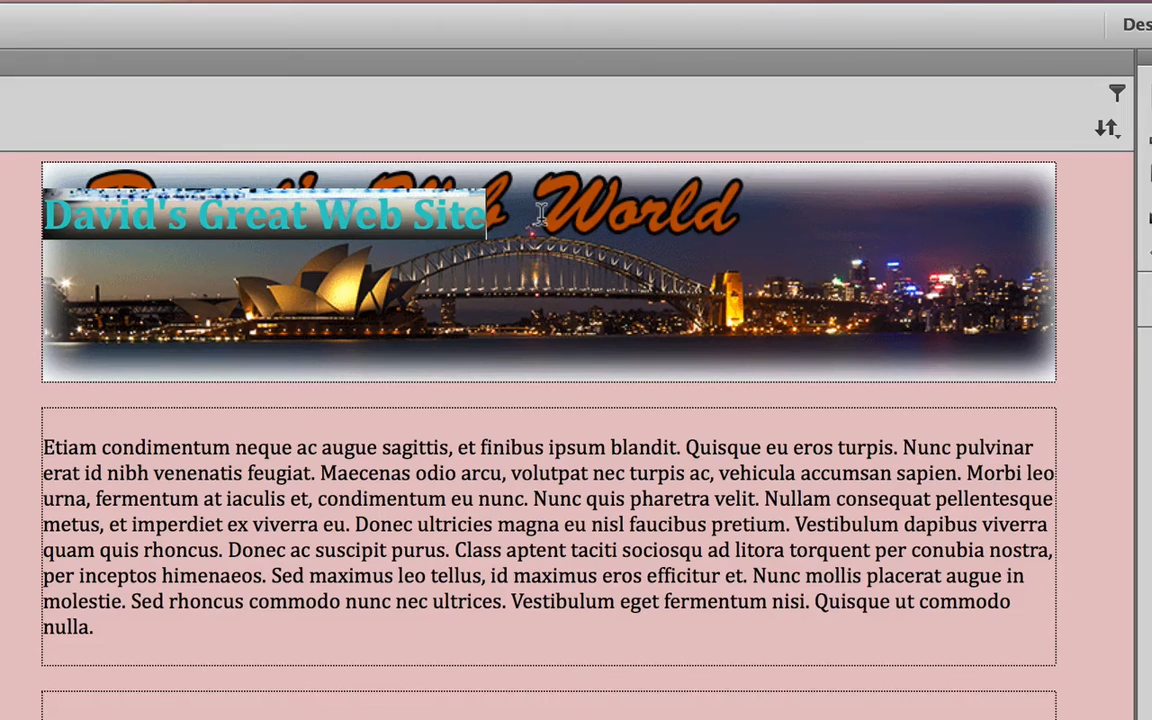 Des
World
David's Great Web Site
Etiam condimentum neque ac augue sagittis, et finibus ipsum blandit. Quisque eu eros turpis. Nunc pulvinar
erat id nibh venenatis feugiat. Maecenas odio arcu, volutpat nec turpis ac, vehicula accumsan sapien. Morbi leo
urna, fermentum at iaculis et, condimentum eu nunc. Nunc quis pharetra velit. Nullam consequat pellentesque
metus, et imperdiet ex viverra eu. Donec ultricies magna eu nisl faucibus pretium. Vestibulum dapibus viverra
quam quis rhoncus. Donec ac suscipit purus. Class aptent taciti sociosqu ad litora torquent per conubia nostra,
per inceptos himenaeos. Sed maximus leo tellus, id maximus eros efficitur et. Nunc mollis placerat augue in
molestie. Sed rhoncus commodo nunc nec ultrices. Vestibulum eget fermentum nisi. Quisque ut commodo
nulla.